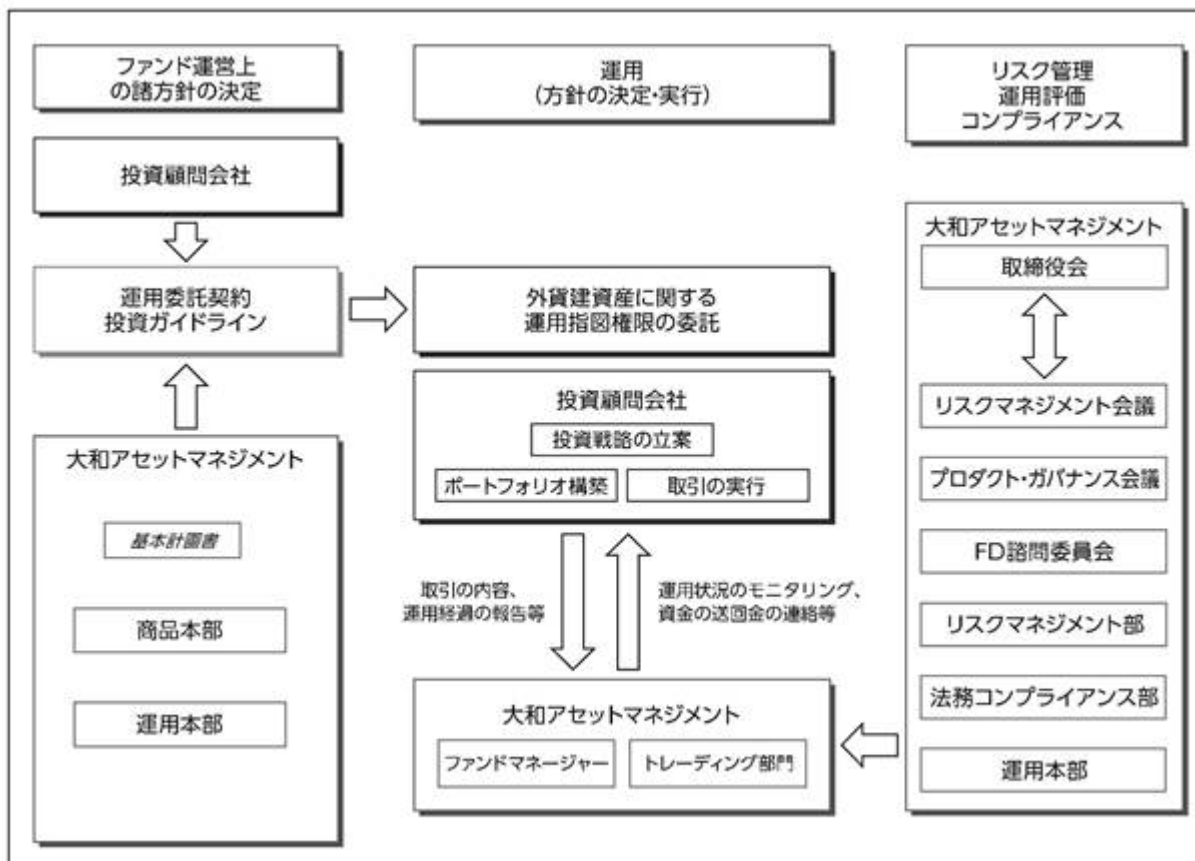 ファンド運営上
の諸方針の決定
運用
(方針の決定・実行)
リスク管理
運用評価
コンプライアンス
投資顧問会社
運用委託契約
投資ガイドライン
大和アセットマネジメント
基本計画書
商品本部
運用本部
外貨建資産に関する
運用指図権限の委託
投資顧問会社
投資戦略の立案
ポートフォリオ構築
取引の実行
取引の内容、
運用経過の報告等
運用状況のモニタリング、
資金の送回金の連絡等
大和アセットマネジメント
ファンドマネージャー
トレーディング部門
大和アセットマネジメント
取締役会
リスクマネジメント会議
プロダクト・ガバナンス会議
FD諮問委員会
リスクマネジメント部
法務コンプライアンス部
運用本部